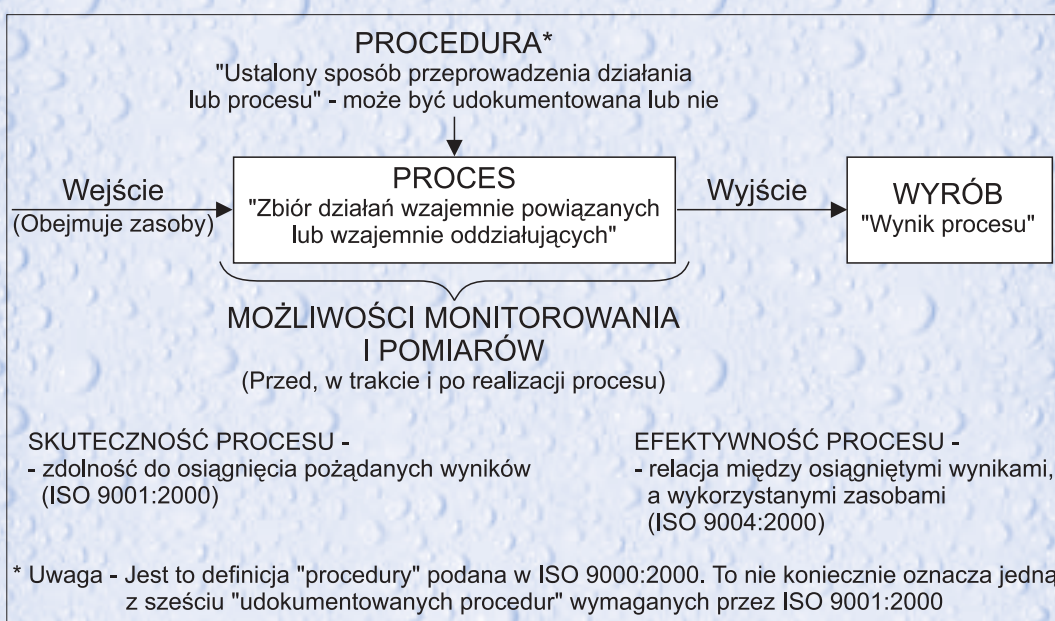 PROCEDURA*
"Ustalony sposób przeprowadzenia działania
lub procesu" - może być udokumentowana lub nie
Wejście
(Obejmuje zasoby)
PROCES
"Zbiór działań wzajemnie powiązanych
lub wzajemnie oddziałujących"
Wyjście
WYRÓB
"Wynik procesu"
MOŻLIWOŚCI MONITOROWANIA
I POMIARÓW
(Przed, w trakcie i po realizacji procesu)
SKUTECZNOŚĆ PROCESU -
- zdolność do osiągnięcia pożądanych wyników
(ISO 9001:2000)
EFEKTYWNOŚĆ PROCESU -
- relacja między osiągniętymi wynikami,
a wykorzystanymi zasobami
(ISO 9004:2000)
* Uwaga - Jest to definicja "procedury" podana w ISO 9000:2000. To nie koniecznie oznacza jedną
z sześciu "udokumentowanych procedur" wymaganych przez ISO 9001:2000